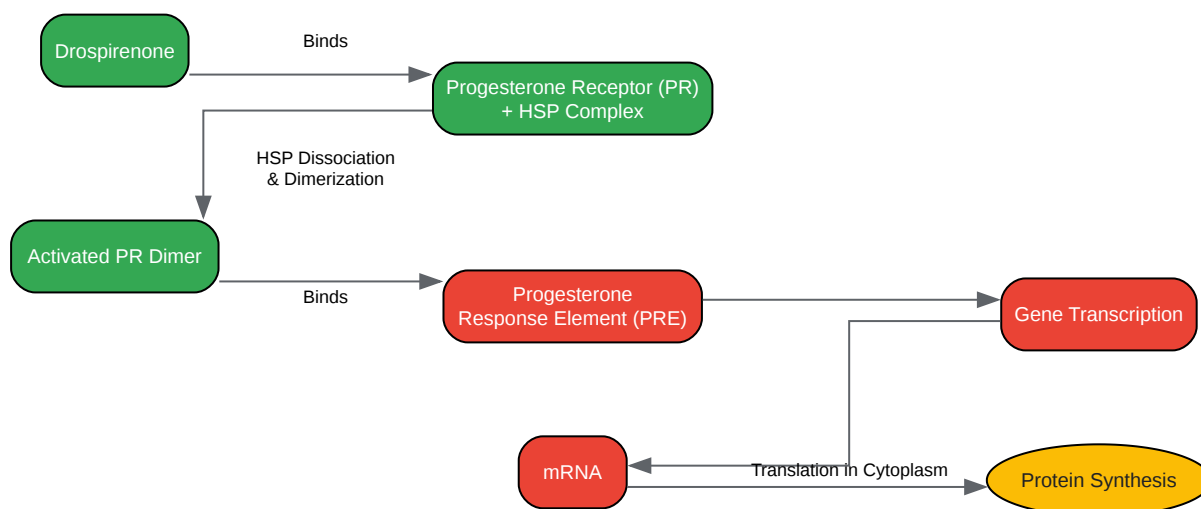 Drospirenone
Binds
Progesterone Receptor (PR)
+ HSP Complex
HSP Dissociation
& Dimerization
Activated PR Dimer
Binds
Progesterone
Response Element (PRE)
Gene Transcription
mRNA
Translation in Cytoplasm
Protein Synthesis